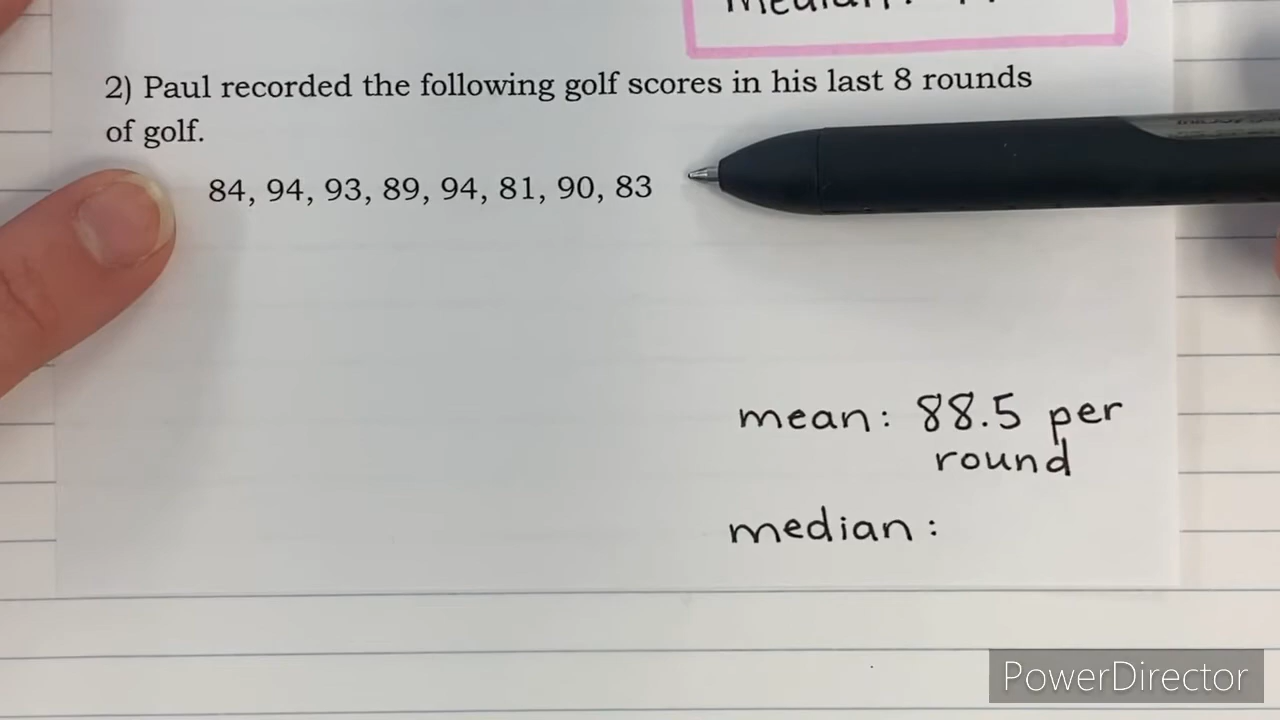 2) Paul recorded the following golf scores in his last 8 rounds
of golf.
84, 94, 93, 89, 94, 81, 90, 83
mean: 88.5 per
round
median:
PowerDirector